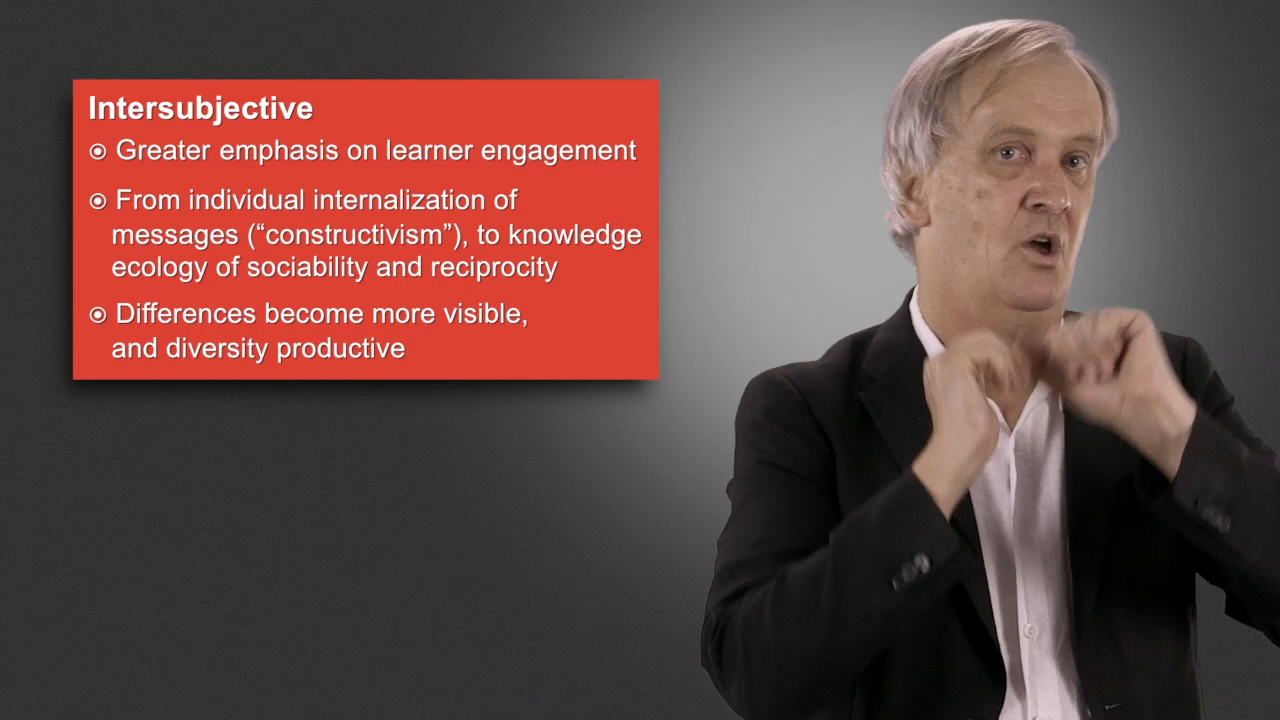 Intersubjective
⦿ Greater emphasis on learner engagement
⦿ From individual internalization of
messages (“constructivism”), to knowledge
ecology of sociability and reciprocity
⦿ Differences become more visible,
and diversity productive